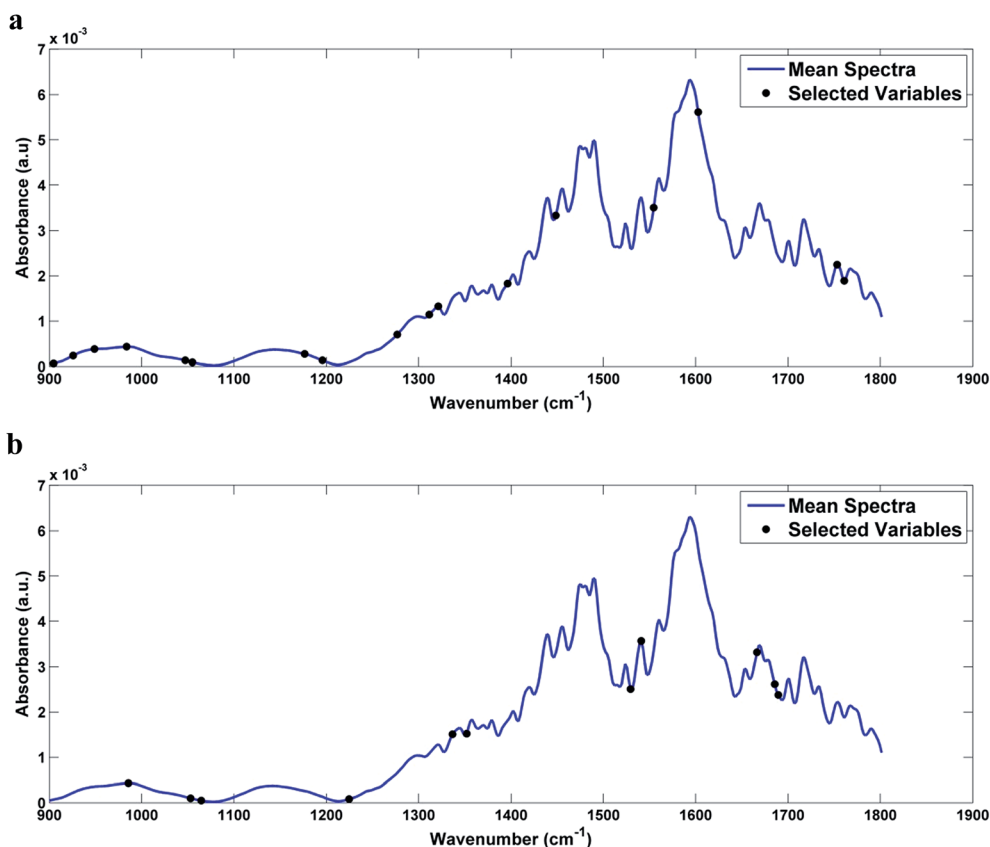 a
x 10⁻³
7
6
5
4
3
2
1
0
Absorbance (a.u)
Mean Spectra
Selected Variables
900 1000 1100 1200 1300 1400 1500 1600 1700 1800 1900
Wavenumber (cm⁻¹)
b
x 10⁻³
7
6
5
4
3
2
1
0
Absorbance (a.u.)
Mean Spectra
Selected Variables
900 1000 1100 1200 1300 1400 1500 1600 1700 1800 1900
Wavenumber (cm⁻¹)